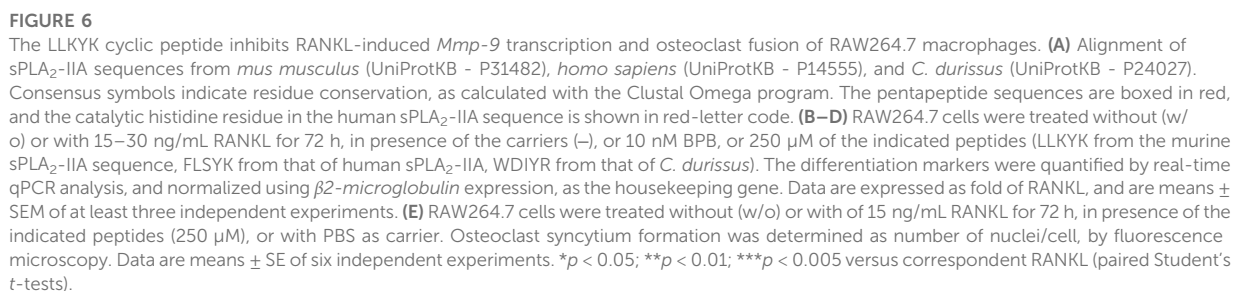 FIGURE 6
The LLKYK cyclic peptide inhibits RANKL-induced Mmp-9 transcription and osteoclast fusion of RAW264.7 macrophages. (A) Alignment of
sPLA₂-IIA sequences from mus musculus (UniProtKB - P31482), homo sapiens (UniProtKB - P14555), and C. durissus (UniProtKB - P24027).
Consensus symbols indicate residue conservation, as calculated with the Clustal Omega program. The pentapeptide sequences are boxed in red,
and the catalytic histidine residue in the human sPLA₂-IIA sequence is shown in red-letter code. (B–D) RAW264.7 cells were treated without (w/
o) or with 15–30 ng/mL RANKL for 72 h, in presence of the carriers (–), or 10 nM BPB, or 250 μM of the indicated peptides (LLKYK from the murine
sPLA₂-IIA sequence, FLSYK from that of human sPLA₂-IIA, WDIYR from that of C. durissus). The differentiation markers were quantified by real-time
qPCR analysis, and normalized using β2-microglobulin expression, as the housekeeping gene. Data are expressed as fold of RANKL, and are means ±
SEM of at least three independent experiments. (E) RAW264.7 cells were treated without (w/o) or with of 15 ng/mL RANKL for 72 h, in presence of the
indicated peptides (250 μM), or with PBS as carrier. Osteoclast syncytium formation was determined as number of nuclei/cell, by fluorescence
microscopy. Data are means ± SE of six independent experiments. *p < 0.05; **p < 0.01; ***p < 0.005 versus correspondent RANKL (paired Student's
t-tests).